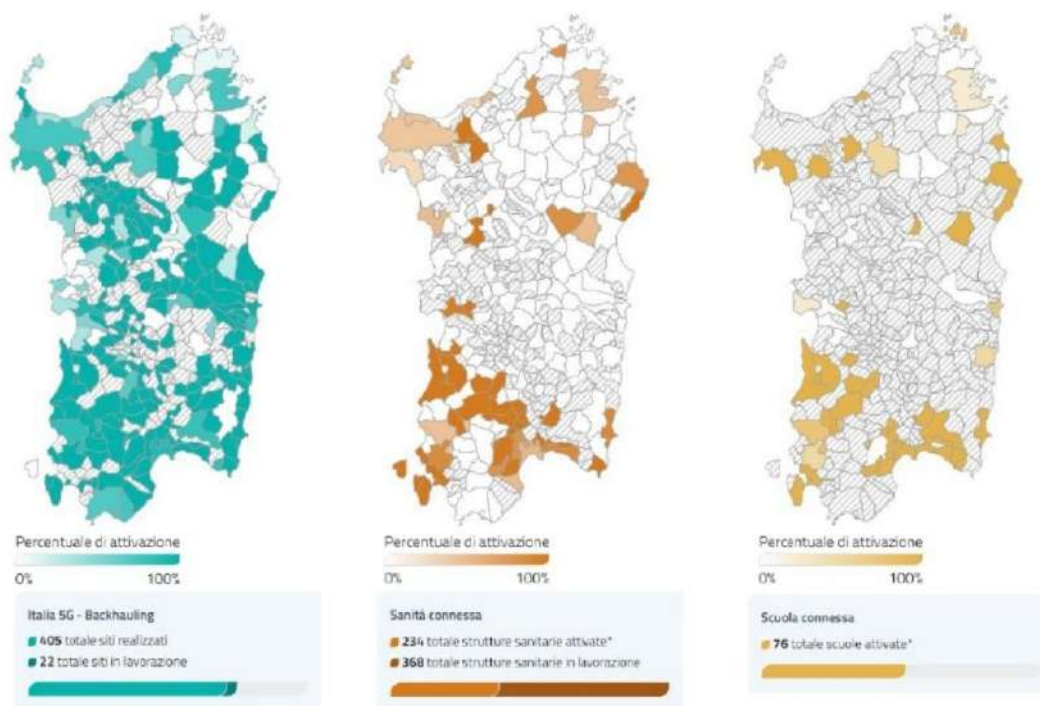 Percentuale di attivazione
0% 100%
Italia 5G - Backhauling
405 totale siti realizzati
22 totale siti in lavorazione
Percentuale di attivazione
0% 100%
Sanità connessa
234 totale strutture sanitarie attivate*
368 totale strutture sanitarie in lavorazione
Percentuale di attivazione
0% 100%
Scuola connessa
76 totale scuole attivate*